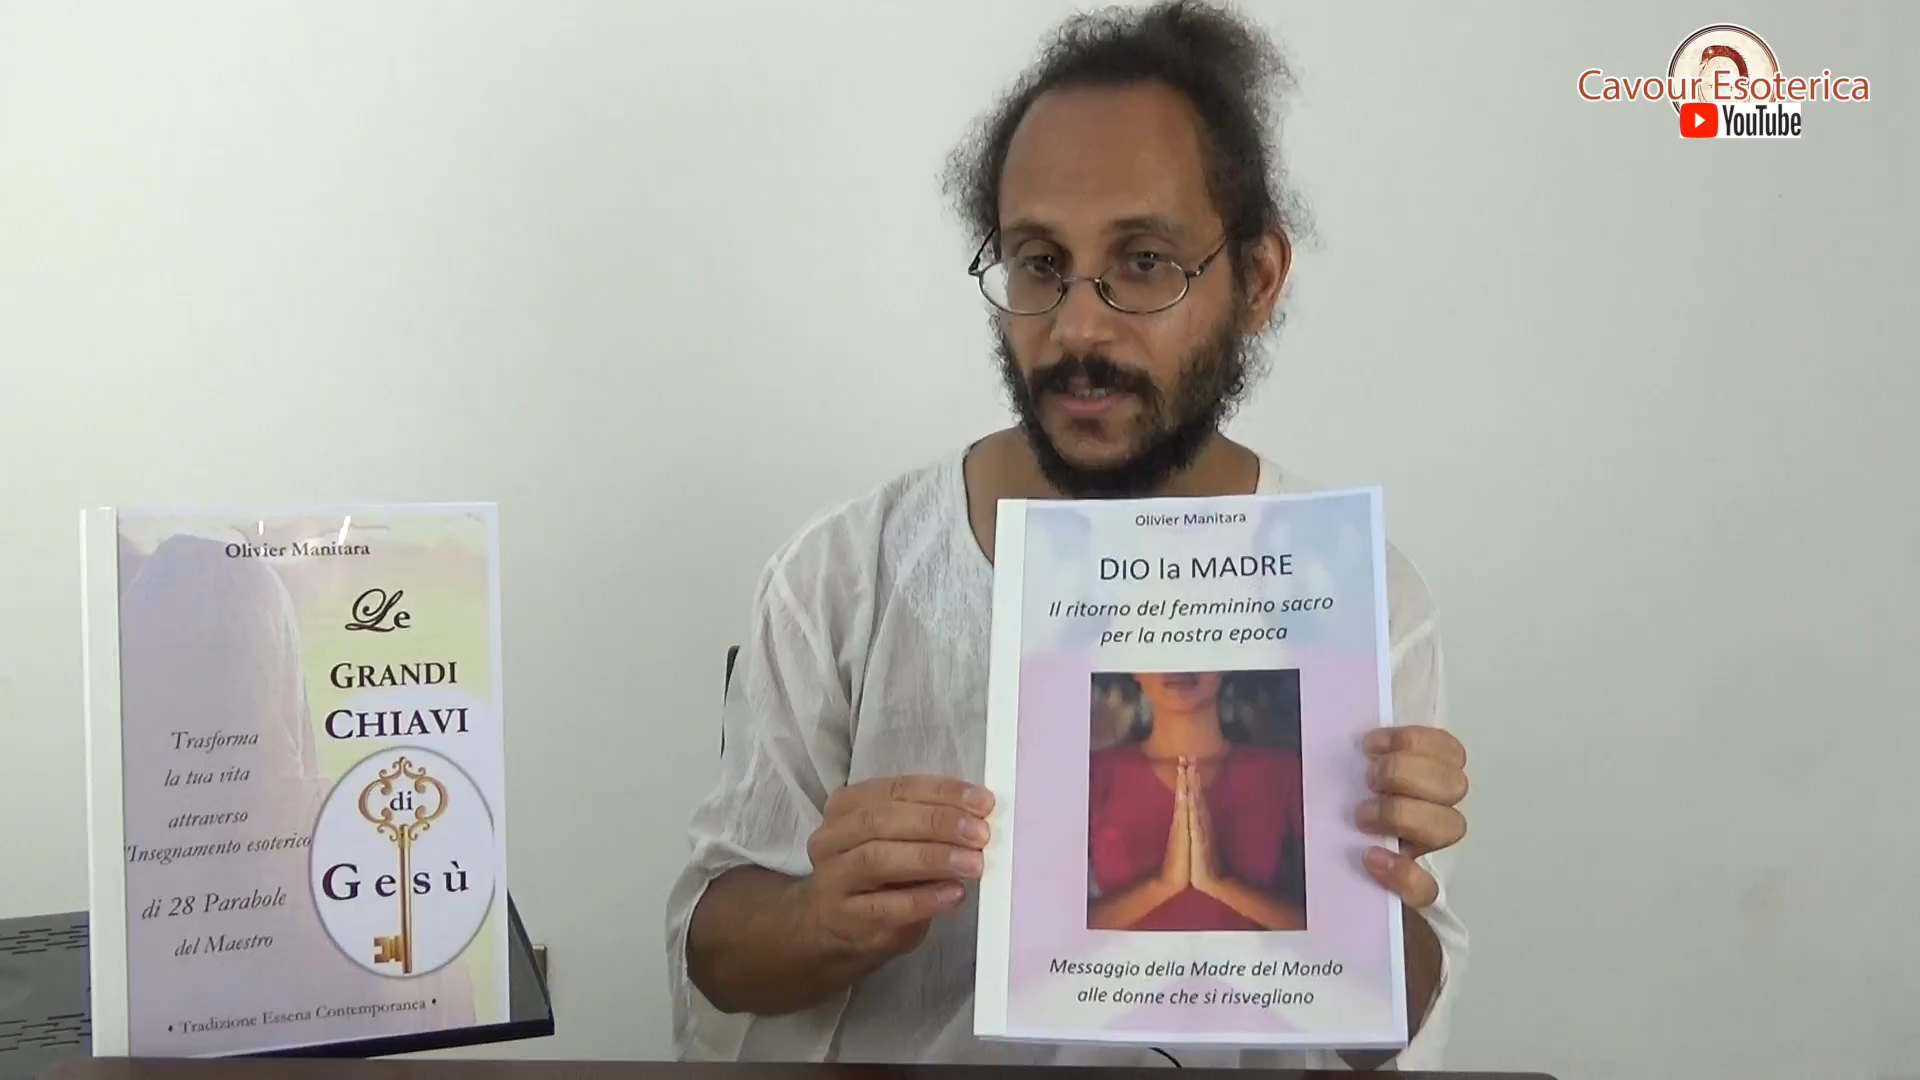 Cavour Esoterica
YouTube
Olivier Manitara
Le
GRANDI
CHIAVI
di
Gesù
Trasforma
la tua vita
attraverso
l'Insegnamento esoterico
di 28 Parabole
del Maestro
• Tradizione Essena Contemporanea •
Olivier Manitara
DIO la MADRE
Il ritorno del femminino sacro
per la nostra epoca
Messaggio della Madre del Mondo
alle donne che si risvegliano